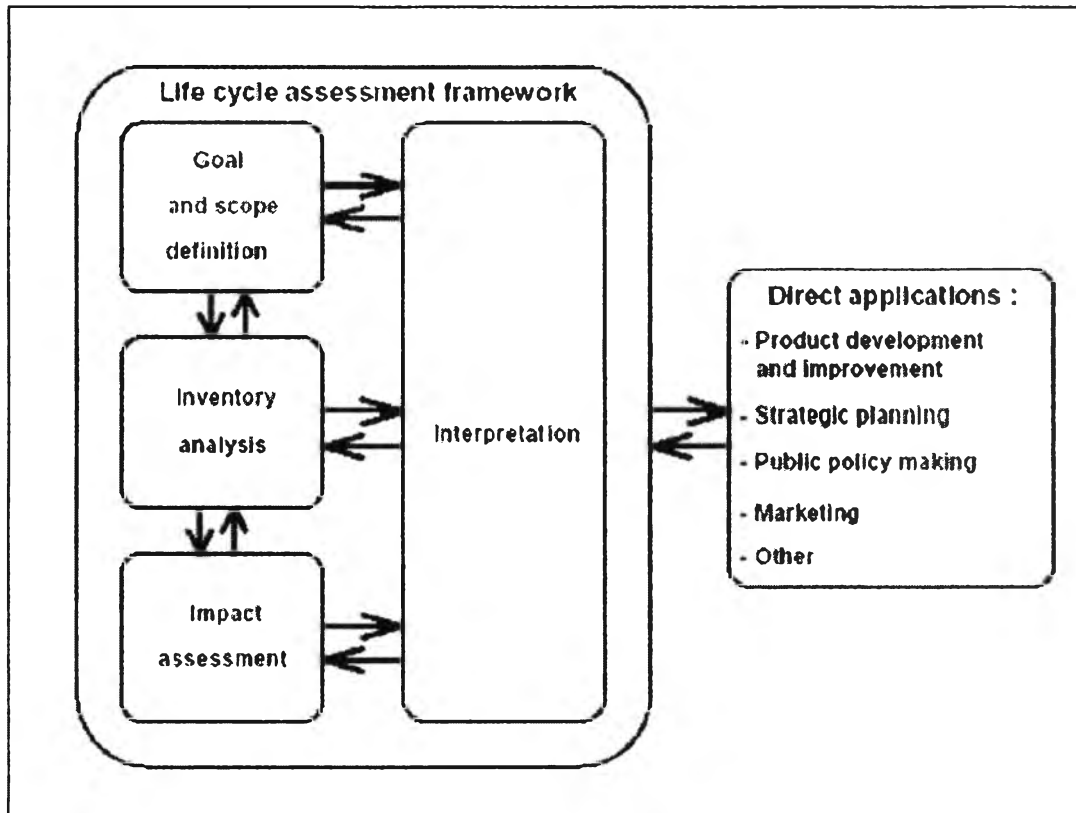 Life cycle assessment framework
Goal
and scope
definition
Inventory
analysis
Impact
assessment
Interpretation
Direct applications :
- Product development
and improvement
- Strategic planning
- Public policy making
- Marketing
- Other